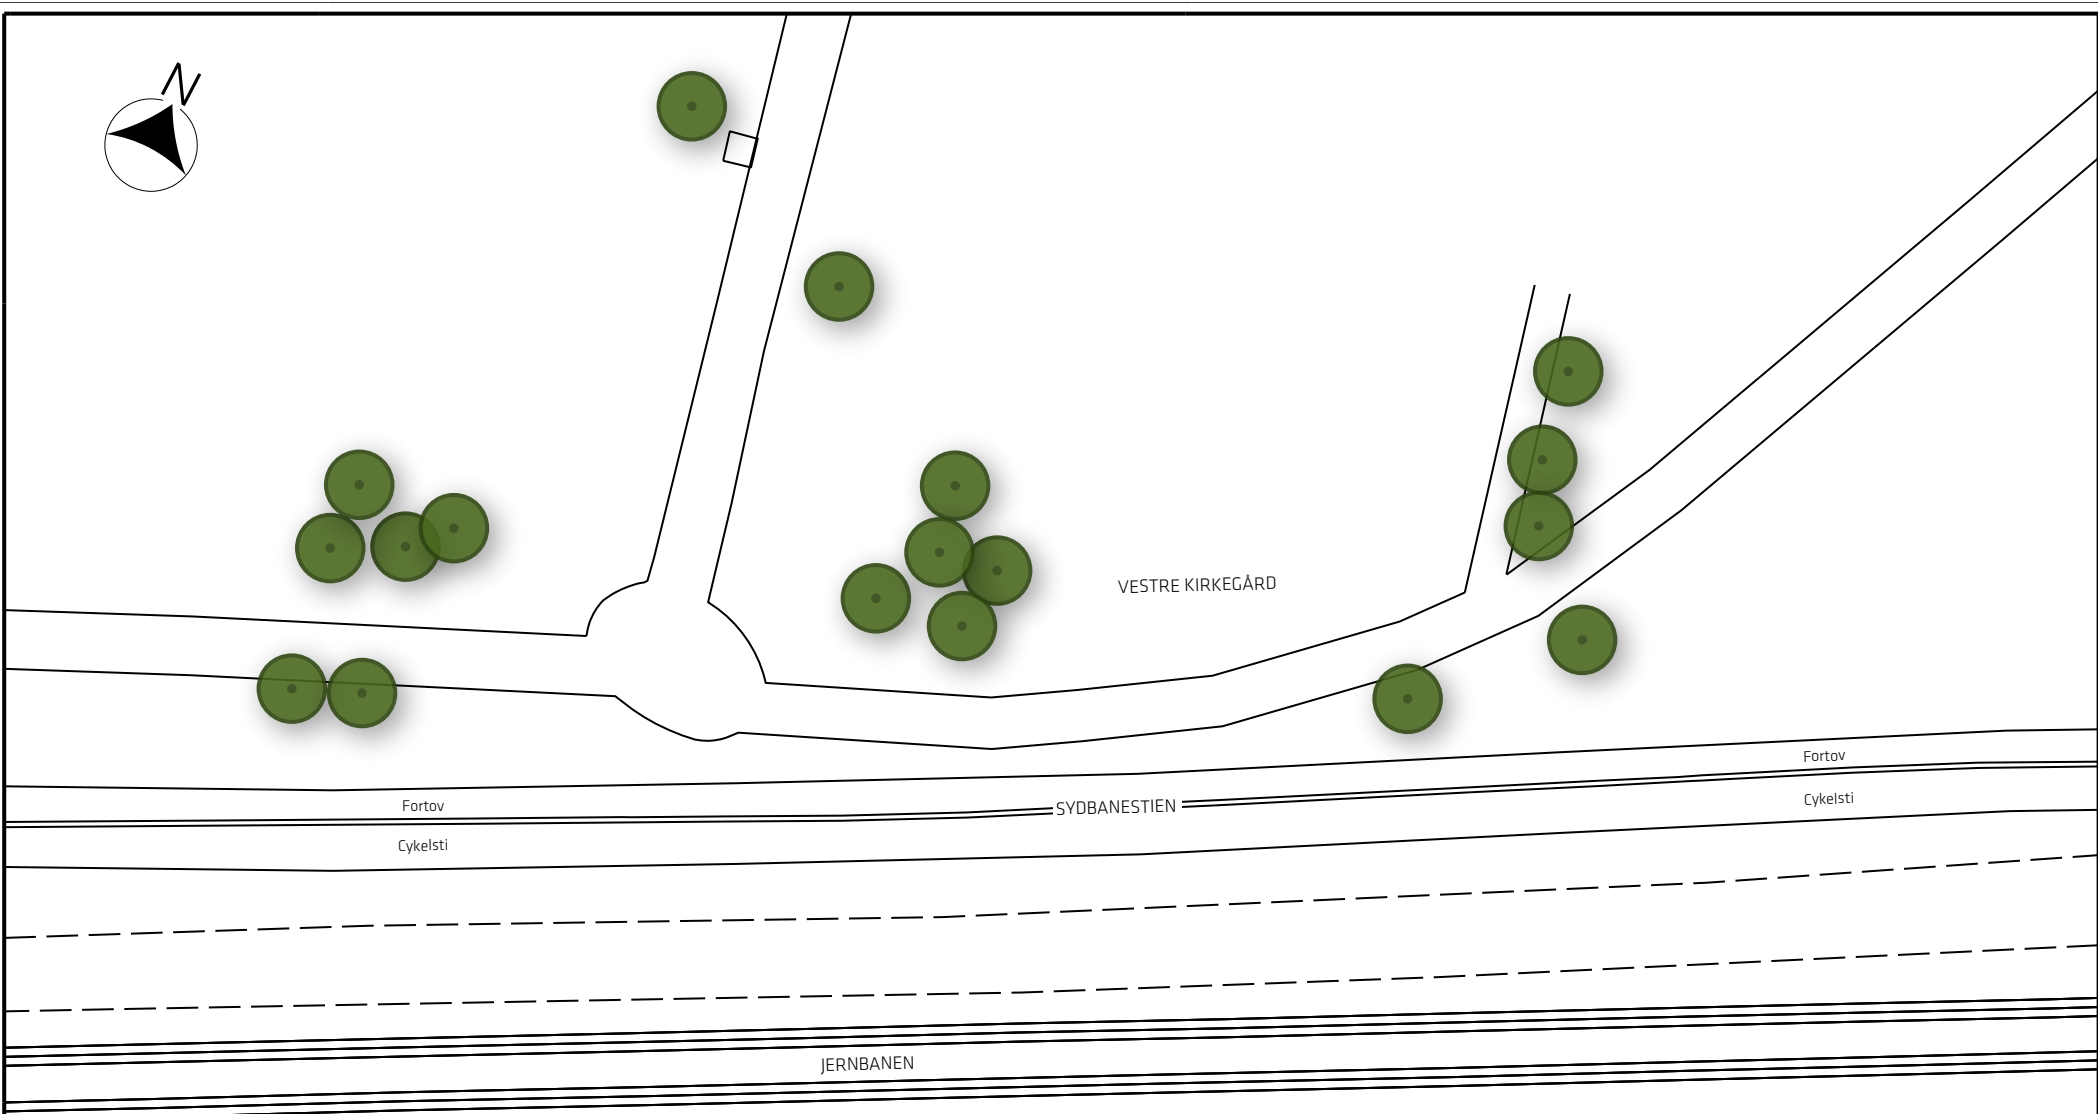 N
VESTRE KIRKEGÅRD
Fortov
Fortov
SYDBANESTIEN
Cykelsti
Cykelsti
JERNBANEN